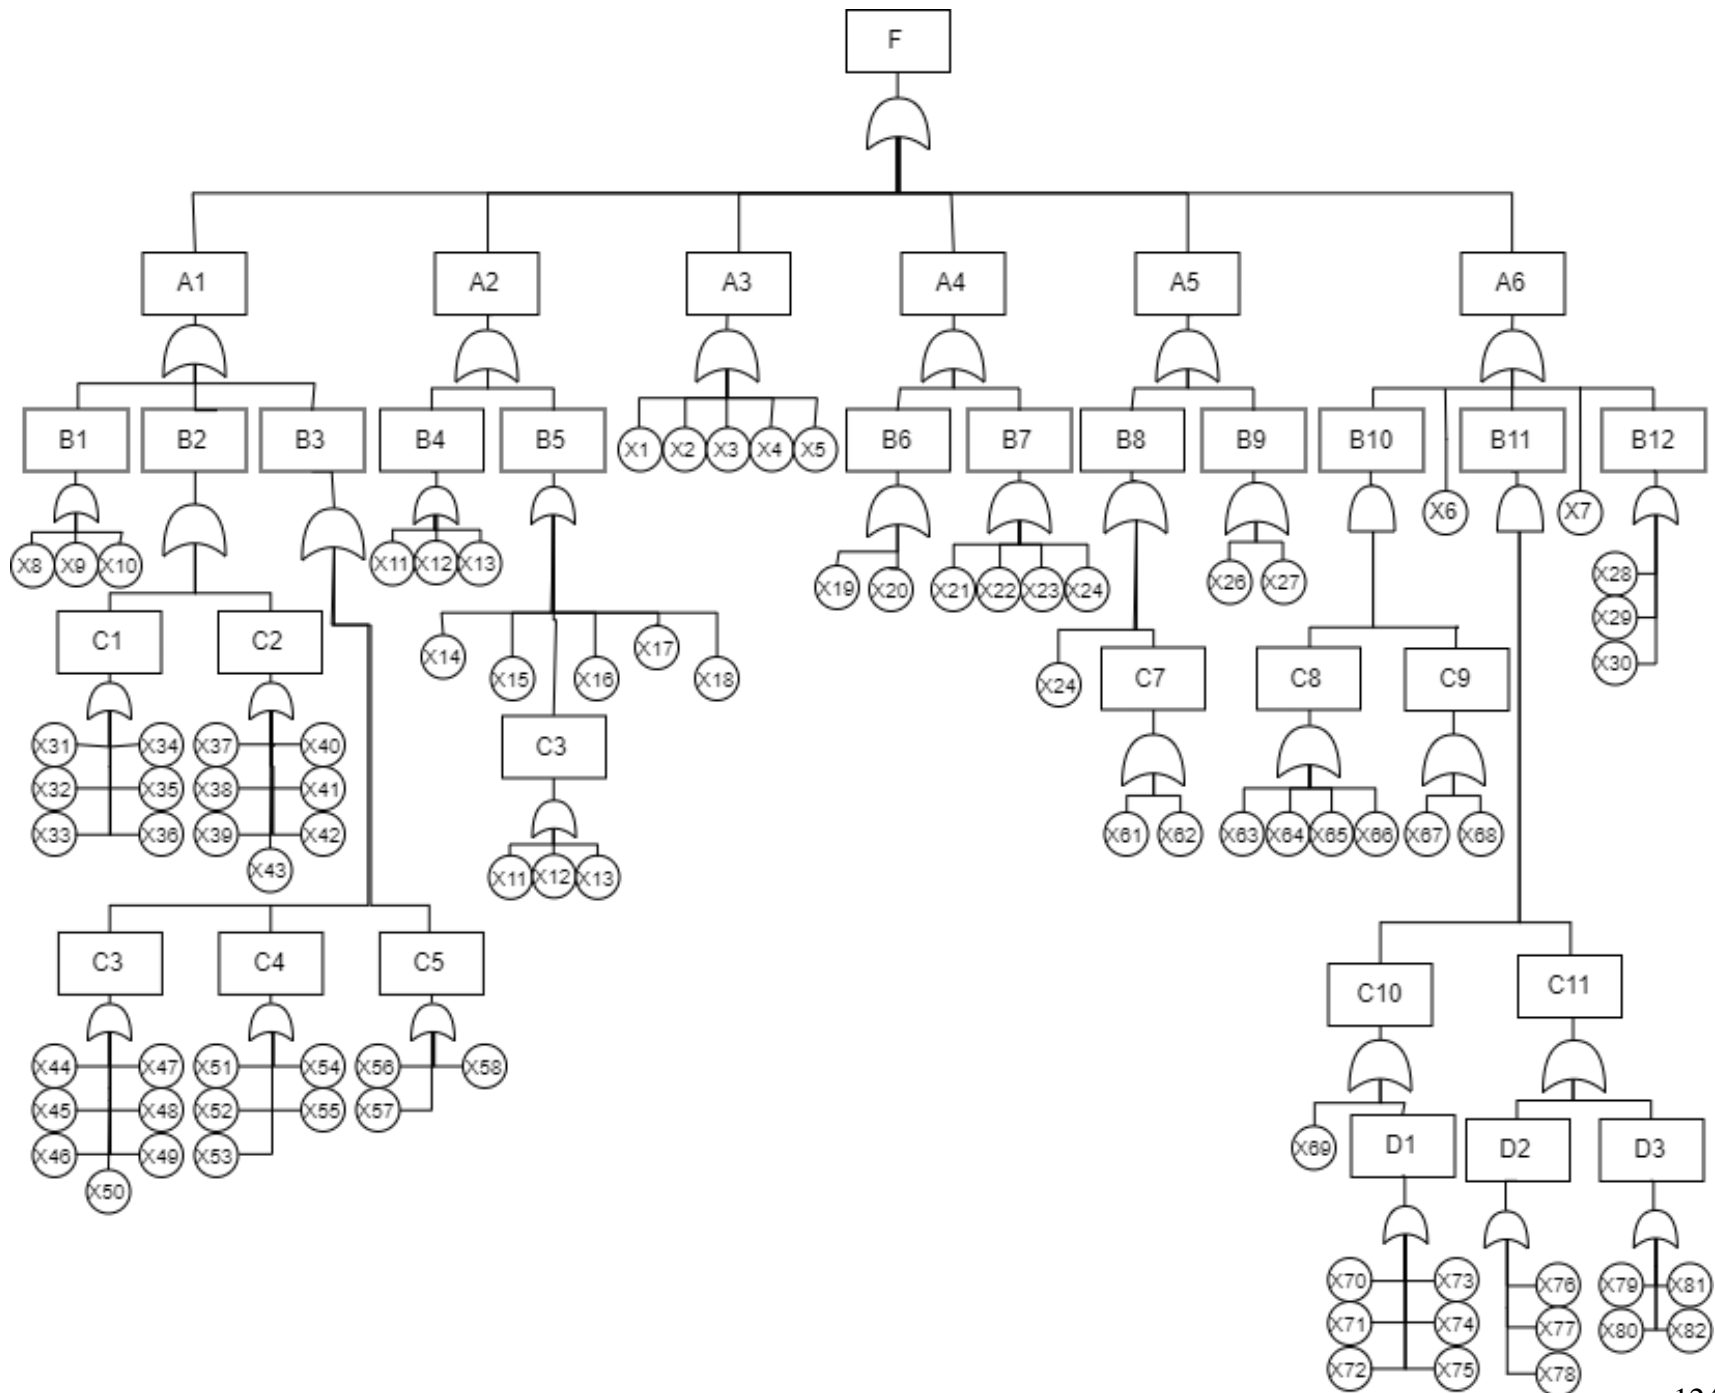 F
A1 A2 A3 A4 A5 A6
B1 B2 B3 B4 B5 X1 X2 X3 X4 X5 B6 B7 B8 B9 B10 B11 B12
X6 X7
X8 X9 X10 X11 X12 X13 X19 X20 X21 X22 X23 X24 X26 X27 X28
X29
C1 C2 X14 X15 X16 X17 X18 X24 C7 C8 C9 X30
X31 X34 X37 X40 C3
X32 X35 X38 X41
X33 X36 X39 X42 X61 X62 X63 X64 X65 X66 X67 X68
X43 X11 X12 X13
C3 C4 C5 C10 C11
X44 X47 X51 X54 X56 X58
X45 X48 X52 X55 X57
X46 X49 X53 X69 D1 D2 D3
X50
X70 X73 X76 X79 X81
X71 X74 X77 X80 X82
X72 X75 X78